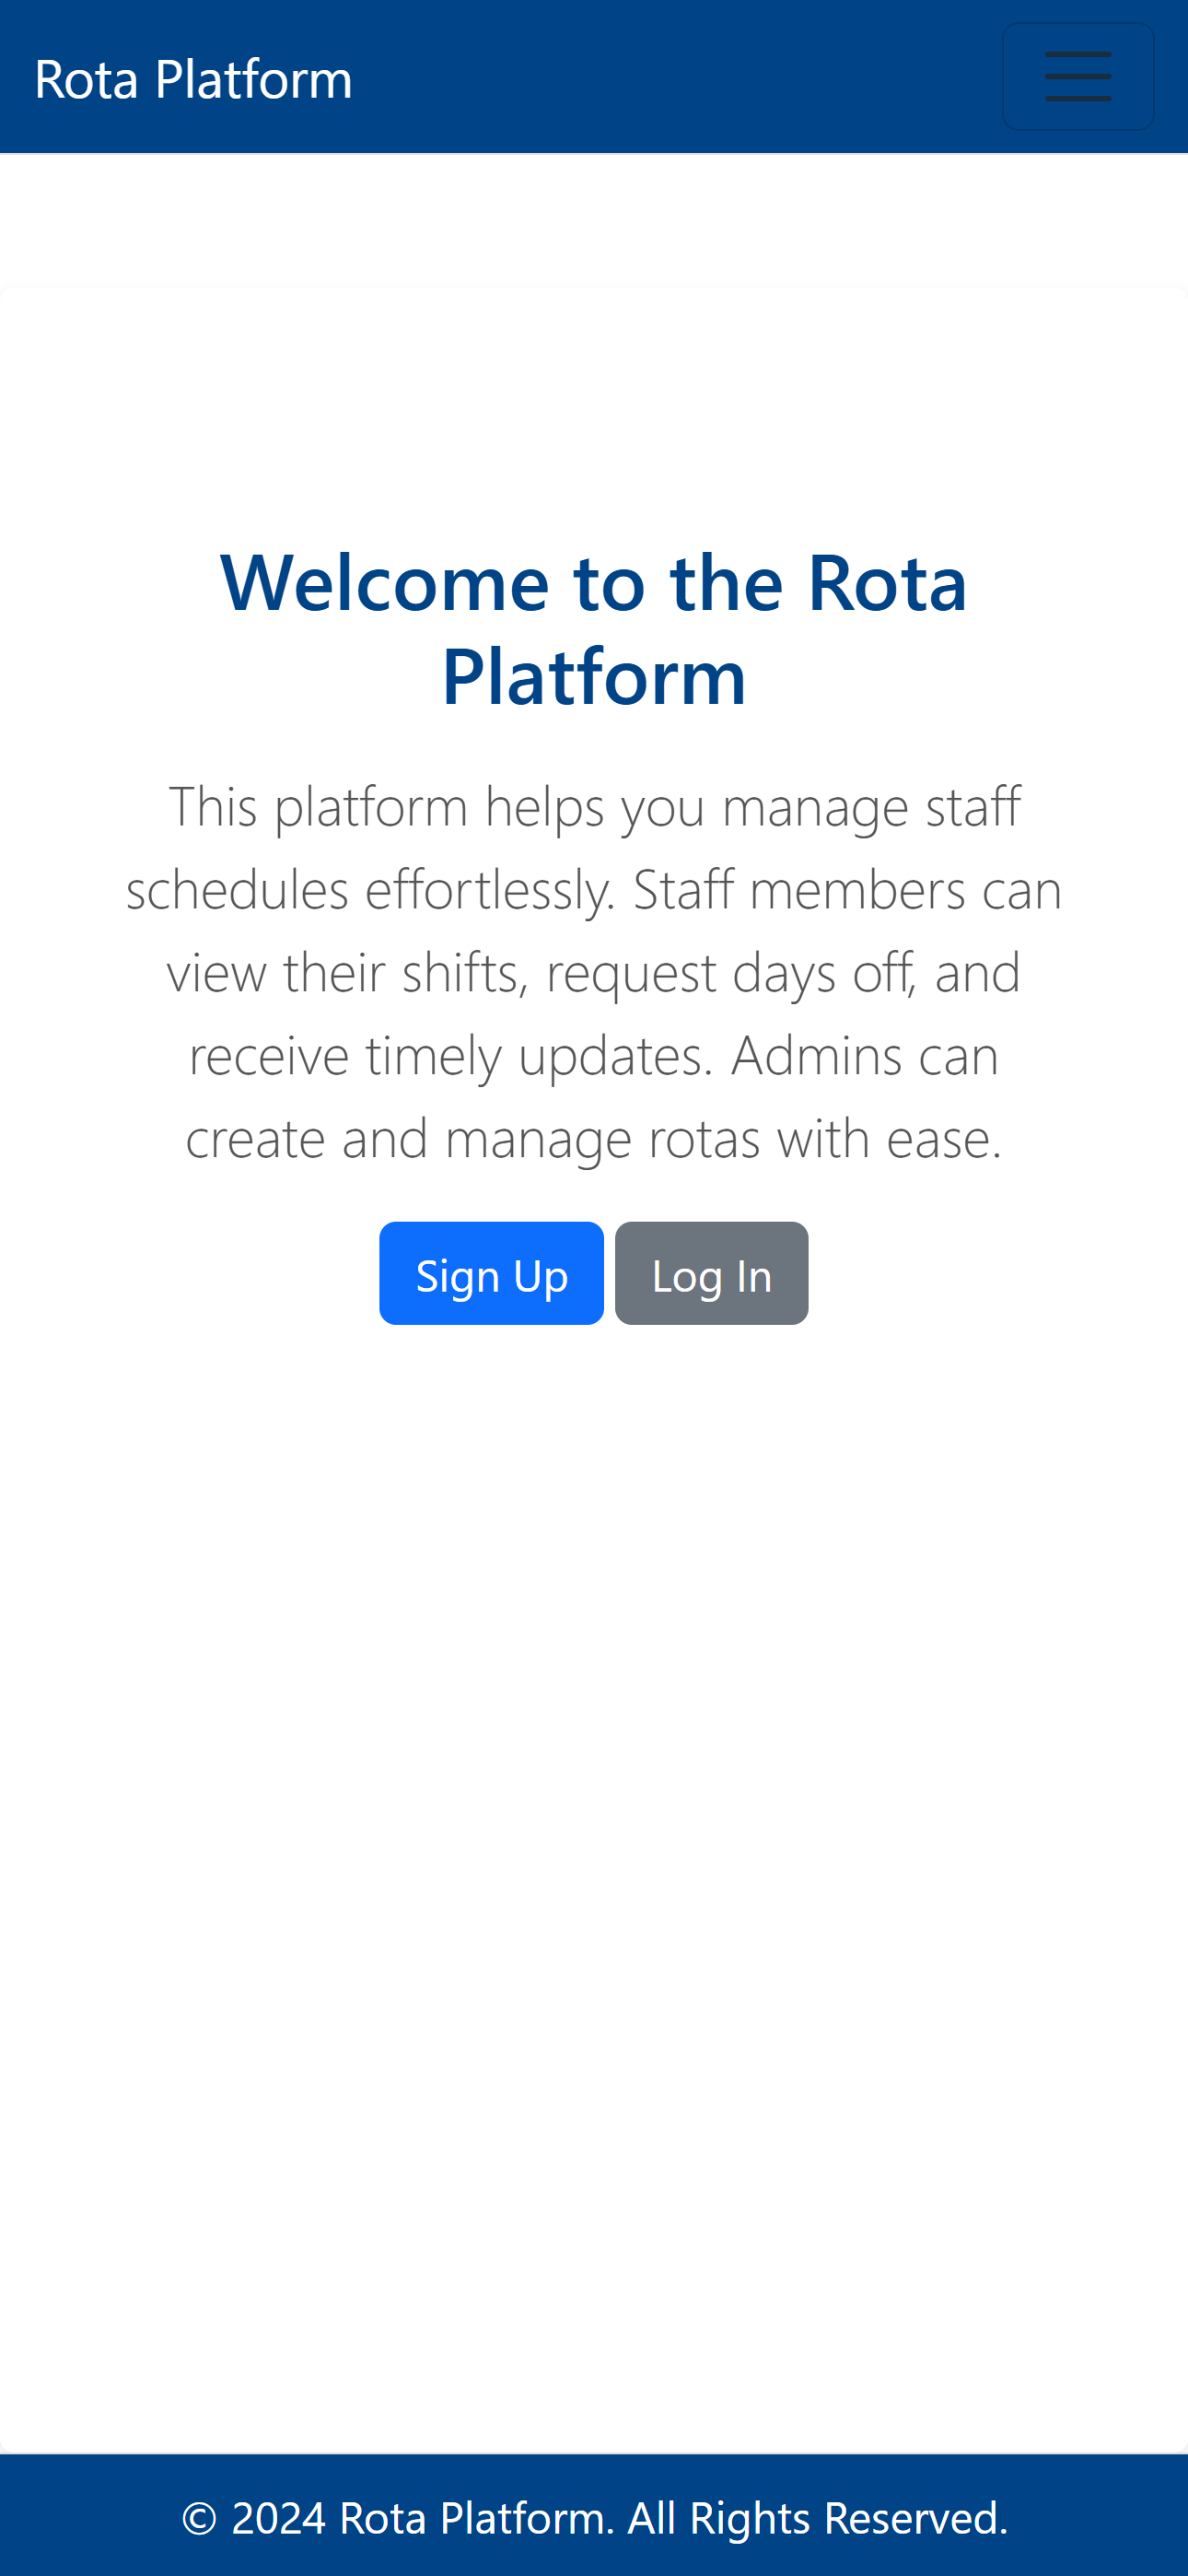 Rota Platform
Welcome to the Rota
Platform
This platform helps you manage staff
schedules effortlessly. Staff members can
view their shifts, request days off, and
receive timely updates. Admins can
create and manage rotas with ease.
Sign Up Log In
© 2024 Rota Platform. All Rights Reserved.